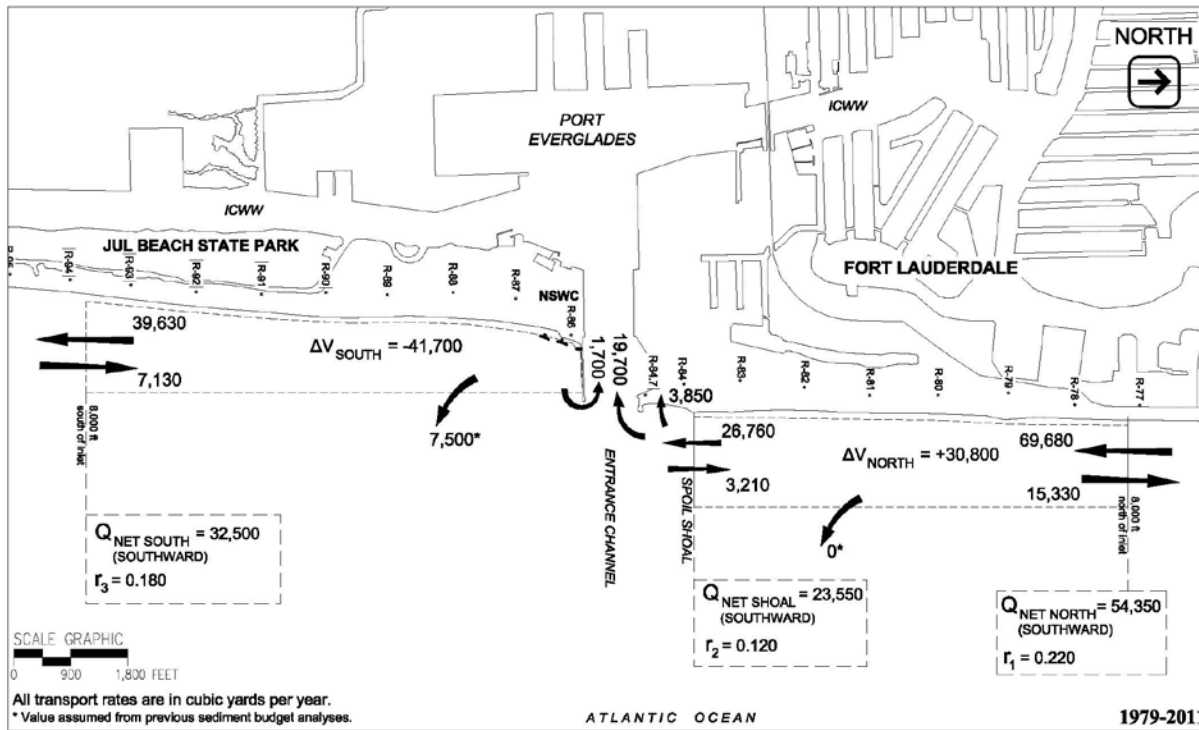 NORTH
ICWW
PORT
EVERGLADES
ICWW
JUL BEACH STATE PARK
FORT LAUDERDALE
R-94
R-93
R-92
R-91
R-90
R-89
R-88
R-87
NSWC
R-86
R-84.7
R-84
R-83
R-82
R-81
R-80
R-79
R-78
R-77
39,630
ΔV SOUTH = -41,700
7,130
7,500*
8,000 ft
south of inlet
1,700
19,700
3,850
ENTRANCE CHANNEL
SPOIL SHOAL
26,760
3,210
ΔV NORTH = +30,800
69,680
15,330
0*
8,000 ft
north of inlet
Q NET SOUTH = 32,500
(SOUTHWARD)
r3 = 0.180
Q NET SHOAL = 23,550
(SOUTHWARD)
r2 = 0.120
Q NET NORTH = 54,350
(SOUTHWARD)
r1 = 0.220
SCALE GRAPHIC
0 900 1,800 FEET
All transport rates are in cubic yards per year.
* Value assumed from previous sediment budget analyses.
ATLANTIC OCEAN
1979-2011